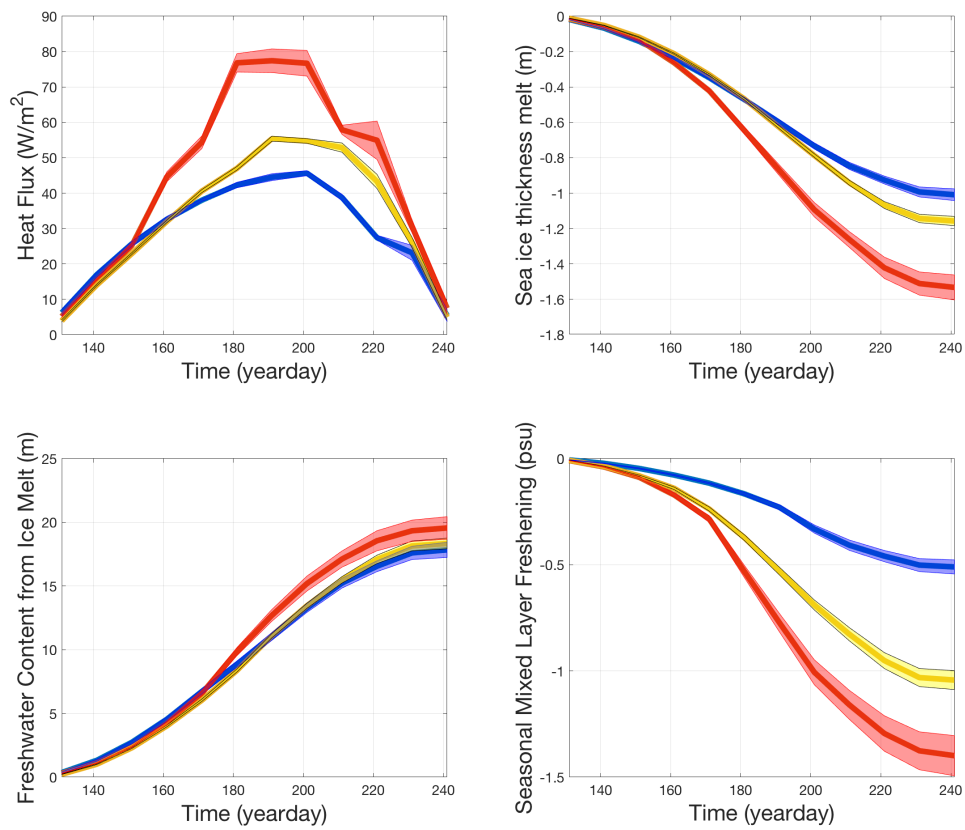 Heat Flux (W/m²)
90
80
70
60
50
40
30
20
10
0
140 160 180 200 220 240
Time (yearday)
Sea ice thickness melt (m)
0
-0.2
-0.4
-0.6
-0.8
-1
-1.2
-1.4
-1.6
-1.8
140 160 180 200 220 240
Time (yearday)
Freshwater Content from Ice Melt (m)
25
20
15
10
5
0
140 160 180 200 220 240
Time (yearday)
Seasonal Mixed Layer Freshening (psu)
0
-0.5
-1
-1.5
140 160 180 200 220 240
Time (yearday)